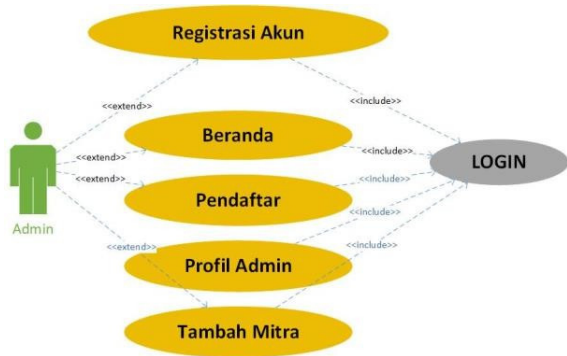 Registrasi Akun
<<extend>>
<<include>>
Beranda
<<extend>>
<<include>>
LOGIN
<<extend>>
Pendaftar
<<include>>
Admin
<<include>>
<<extend>>
<<include>>
Profil Admin
Tambah Mitra